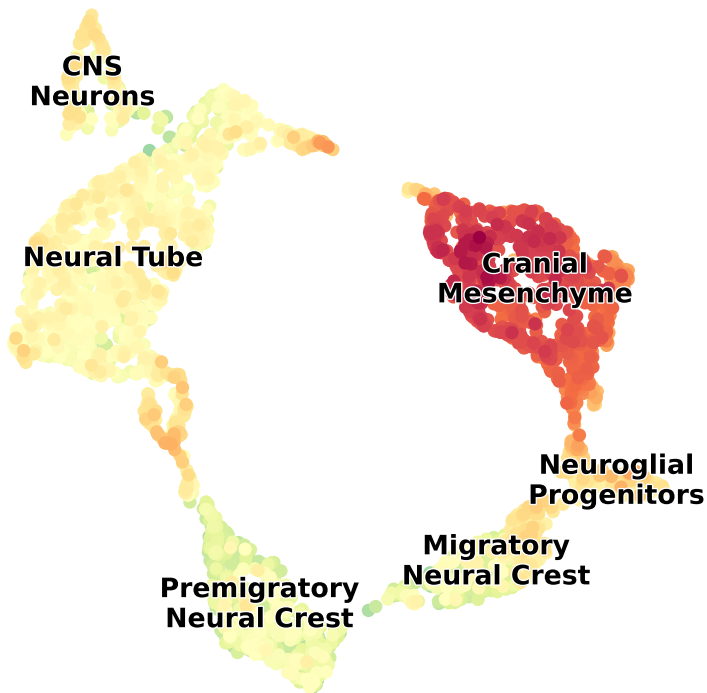 CNS
Neurons
Neural Tube
Cranial
Mesenchyme
Neuroglial
Progenitors
Migratory
Neural Crest
Premigratory
Neural Crest